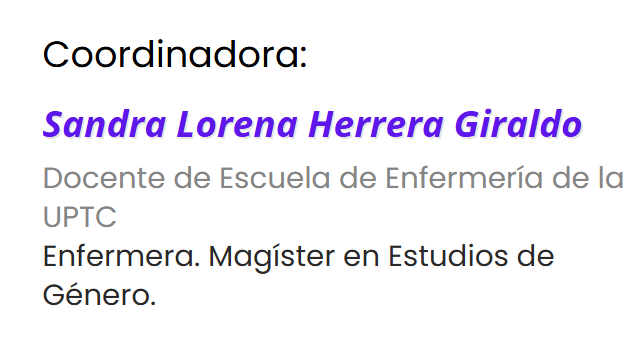 Coordinadora:
Sandra Lorena Herrera Giraldo
Docente de Escuela de Enfermería de la
UPTC
Enfermera. Magíster en Estudios de
Género.